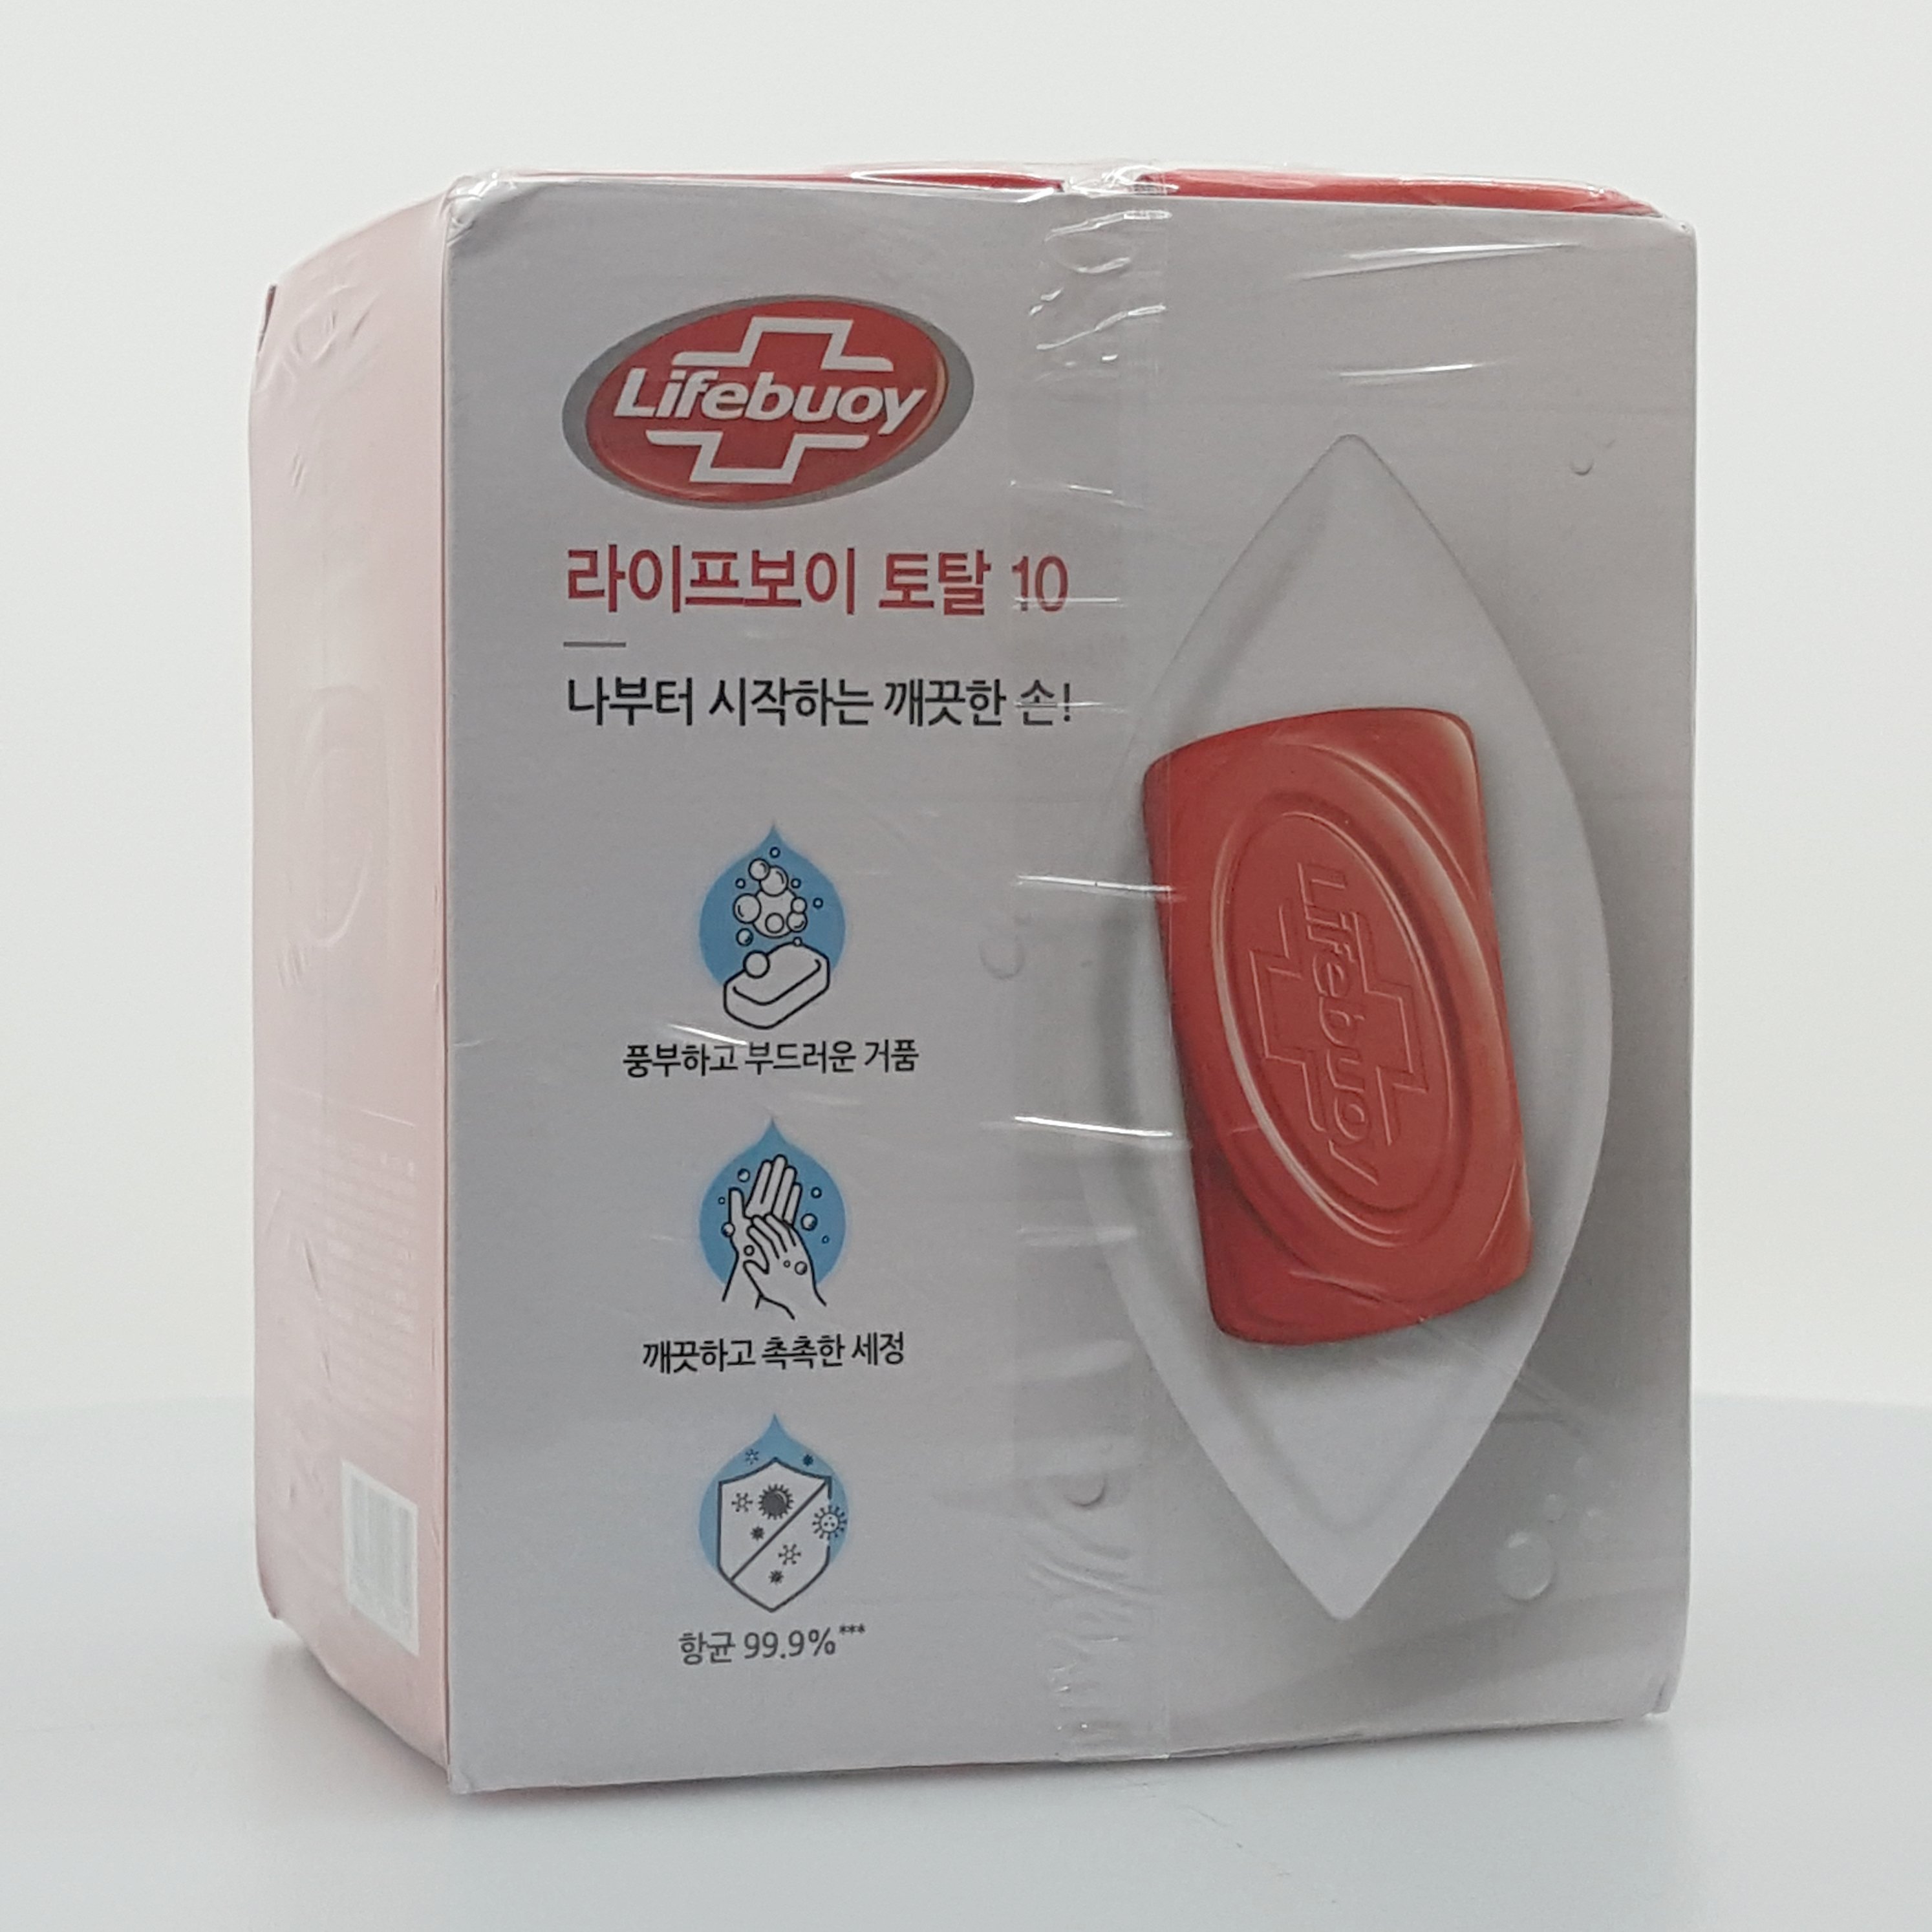 Lifebuoy
라이프보이 토탈 10
나부터 시작하는 깨끗한 손!
풍부하고 부드러운 거품
깨끗하고 촉촉한 세정
항균 99.9%***
Lifebuoy